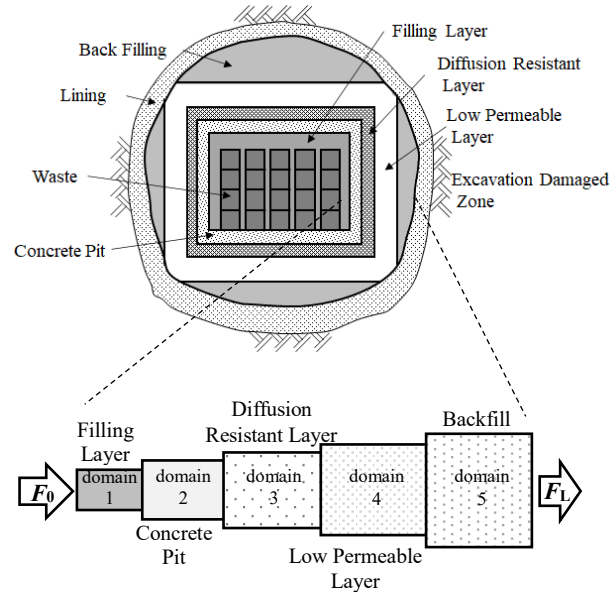 Filling Layer
Back Filling
Diffusion Resistant
Layer
Lining
Low Permeable
Layer
Waste
Excavation Damaged
Zone
Concrete Pit
Filling
Layer
Diffusion
Resistant Layer
Backfill
F0
domain
1
domain
2
domain
3
domain
4
domain
5
FL
Concrete
Pit
Low Permeable
Layer